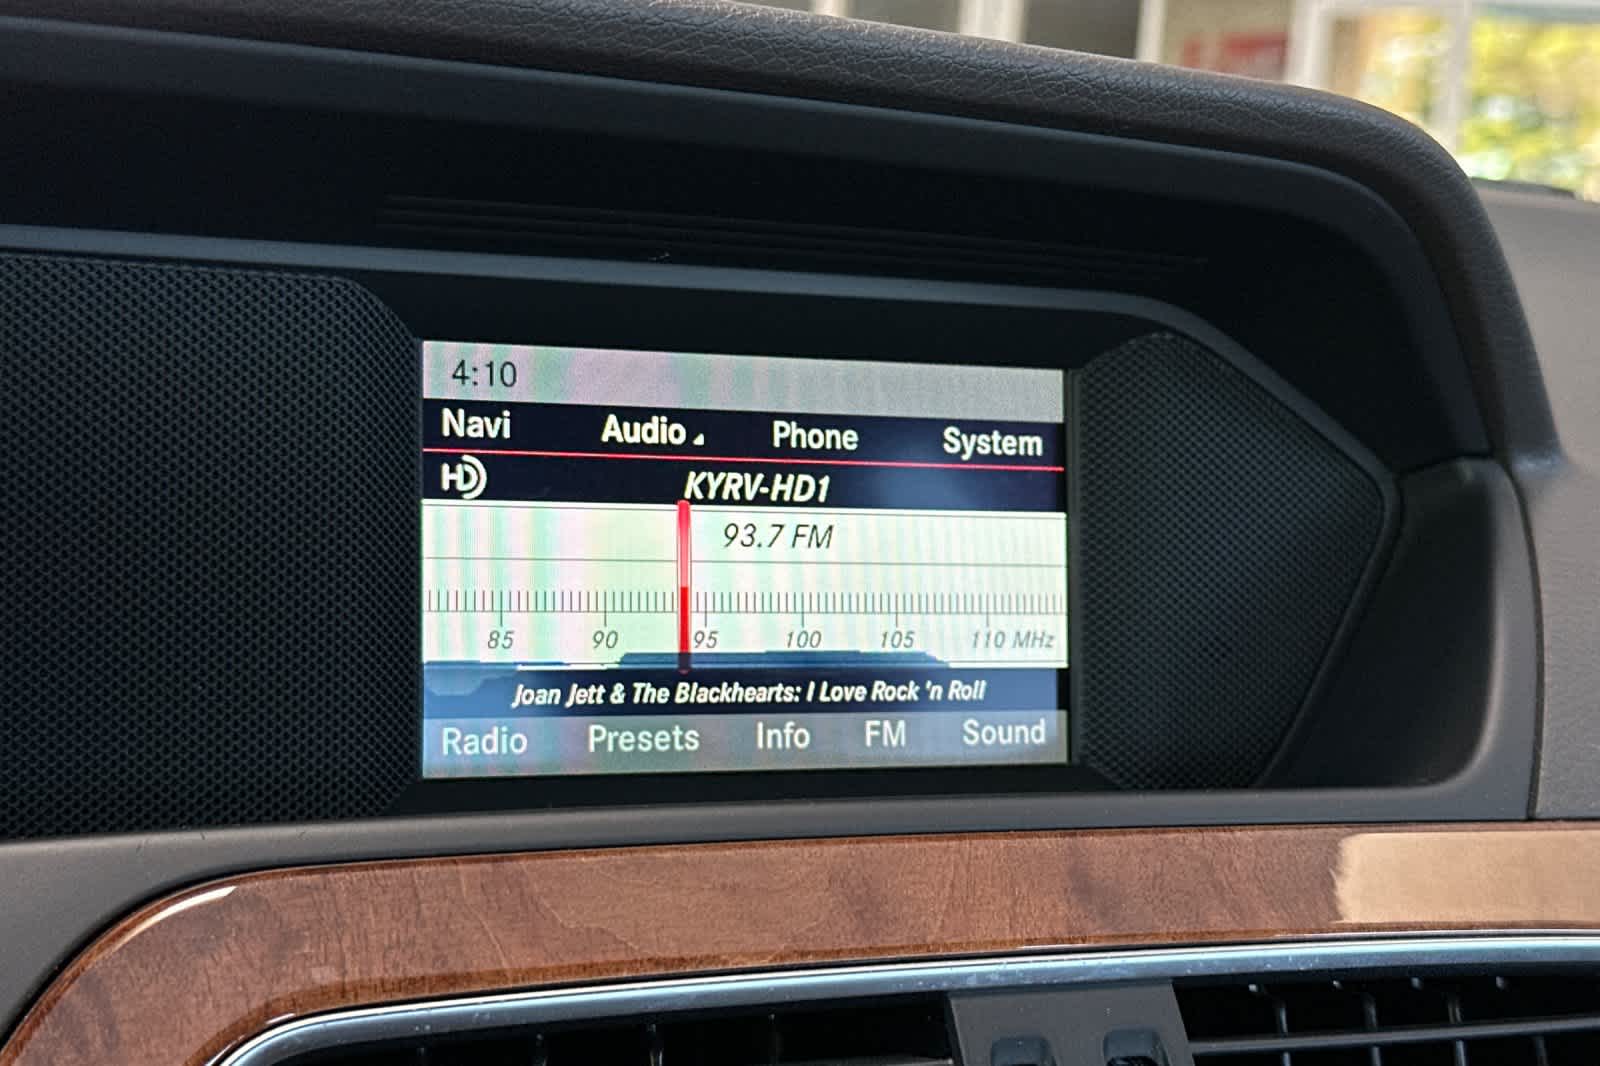 4:10
Navi Audio Phone System
HD KYRV-HD1
93.7 FM
85 90 95 100 105 110 MHz
Joan Jett & The Blackhearts: I Love Rock 'n Roll
Radio Presets Info FM Sound